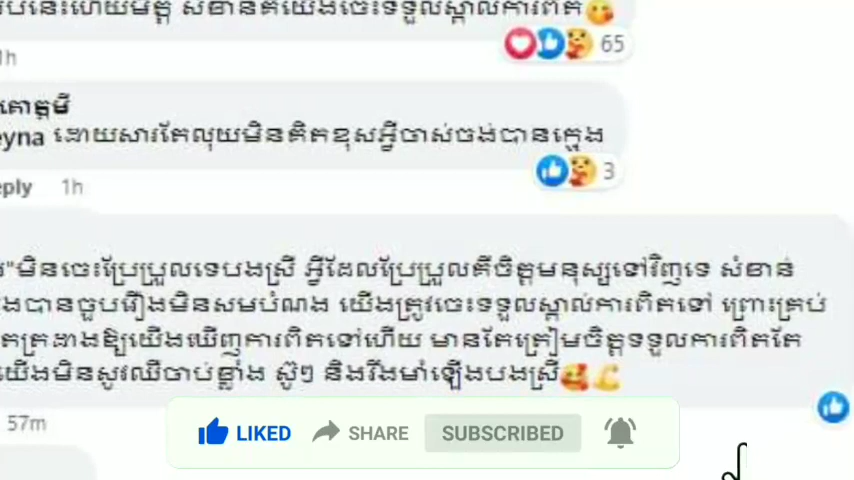 ហើយមិត្ត សំខាន់គឺយើងចេះទទួលស្គាល់ការពិត
65
1h
គោត្តមី
eyna ដោយសារតែលុយមិនគិតខុសអ្វីចាស់ចង់បានក្មេង
3
eply 1h
"មិនចេះប្រែប្រួលទេបងស្រី អ្វីដែលប្រែប្រួលគឺចិត្តមនុស្សទៅវិញទេ សំខាន់
ងបានចួបរឿងមិនសមបំណង យើងត្រូវចេះទទួលស្គាល់ការពិតទៅ ព្រោះគ្រប់
តត្រដាងឱ្យយើងឃើញការពិតទៅហើយ មានតែត្រៀមចិត្តទទួលការពិតតែ
យើងមិនសូវឈឺចាប់ខ្លាំង ស៊ូៗ និងរឹងមាំឡើងបងស្រី
57m
LIKED SHARE SUBSCRIBED